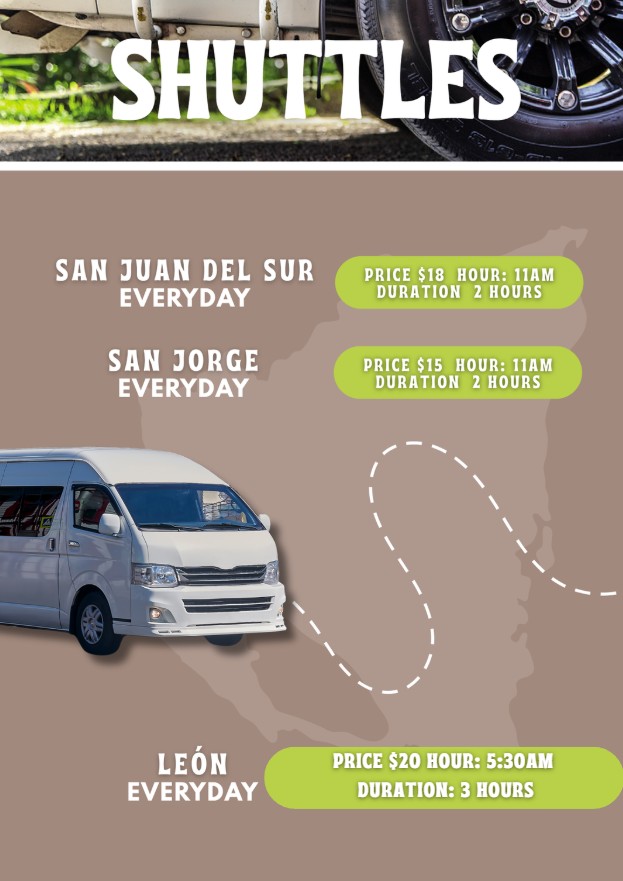 SHUTTLES
SAN JUAN DEL SUR
EVERYDAY
PRICE $18 HOUR: 11AM
DURATION 2 HOURS
SAN JORGE
EVERYDAY
PRICE $15 HOUR: 11AM
DURATION 2 HOURS
LEÓN
EVERYDAY
PRICE $20 HOUR: 5:30AM
DURATION: 3 HOURS